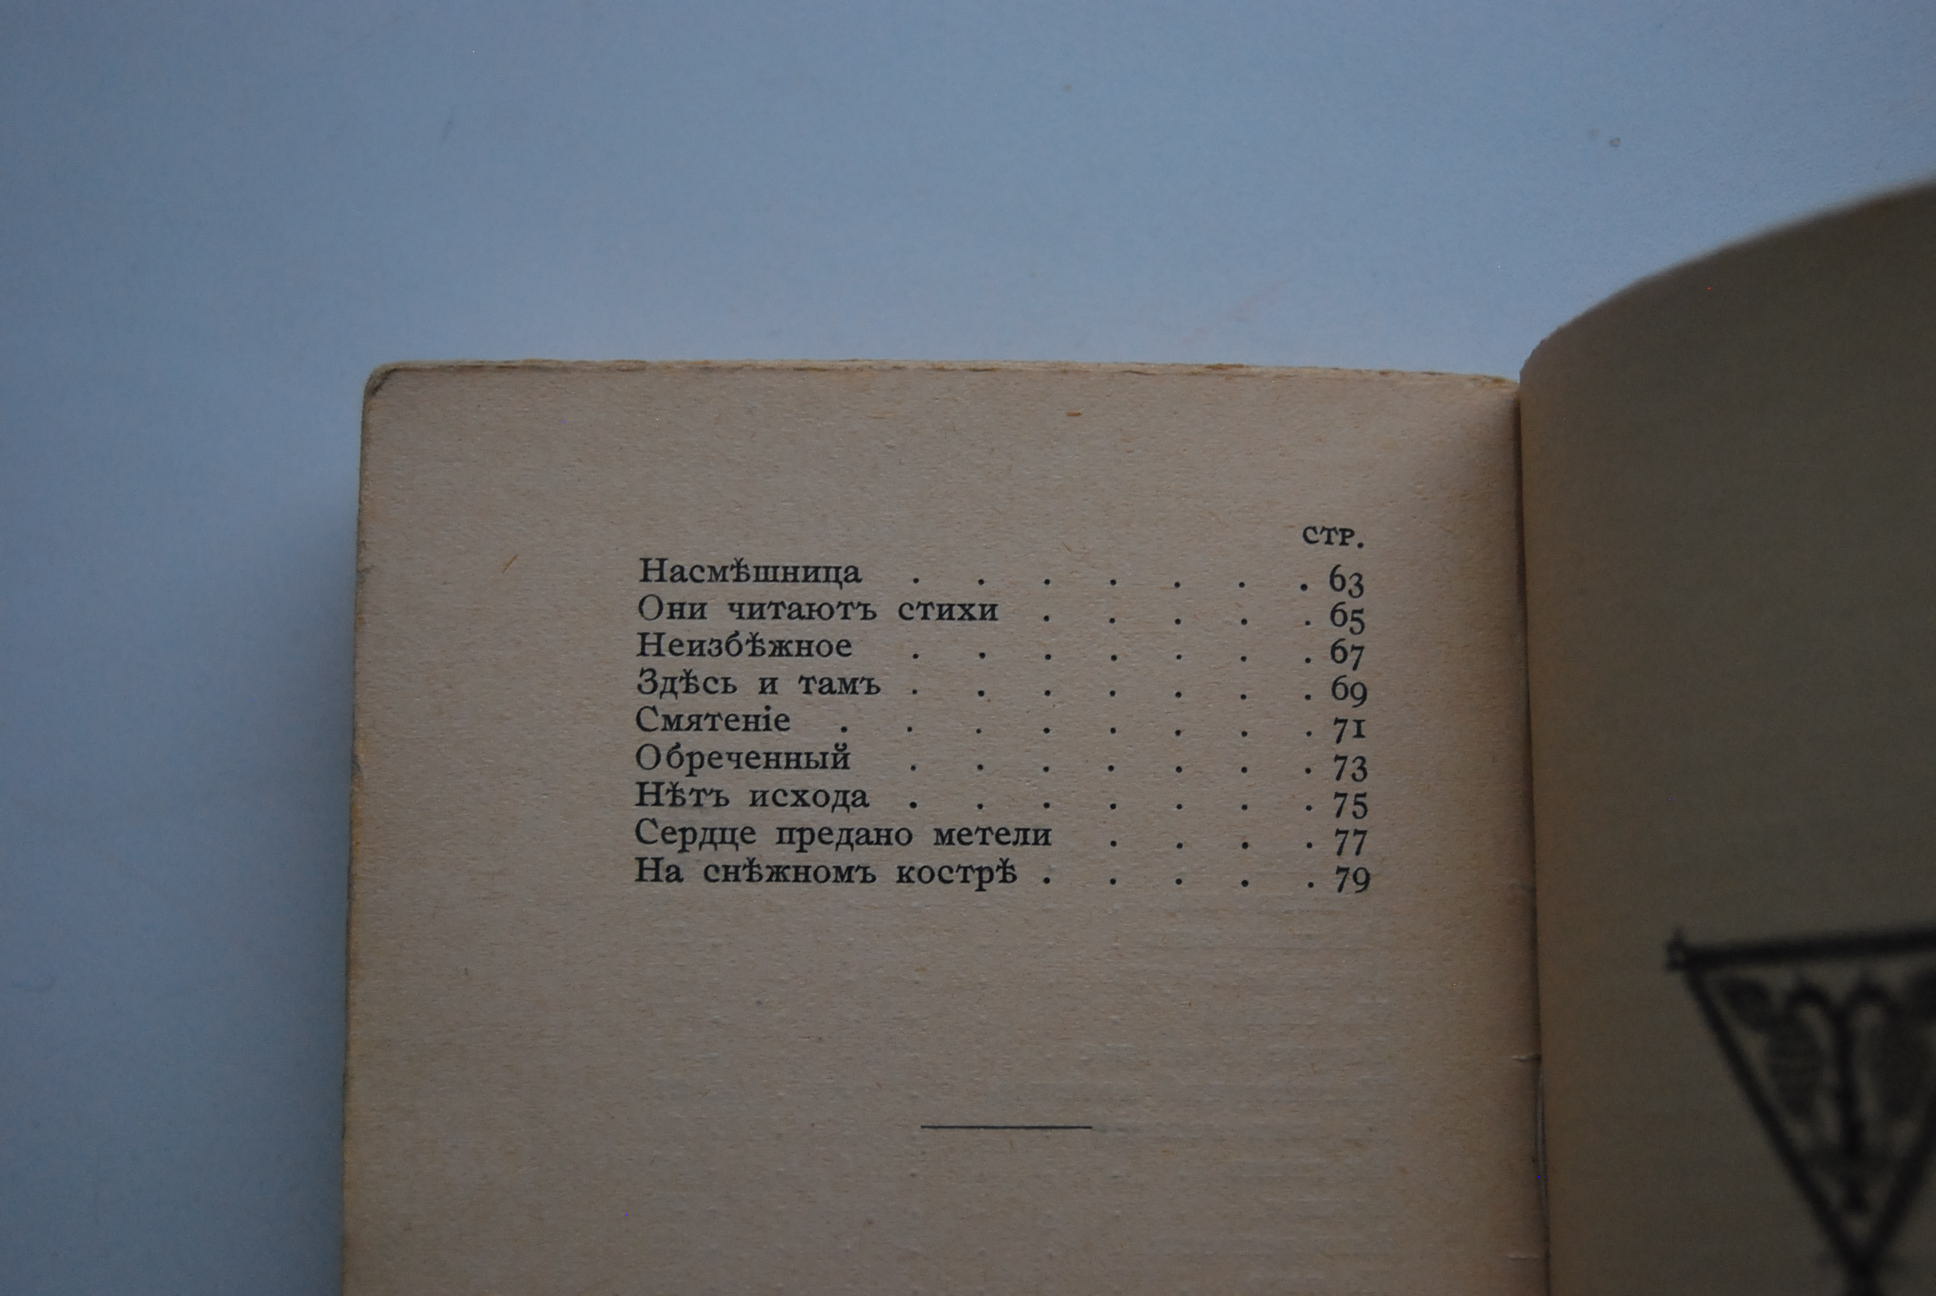 СТР.
Насмѣшница . . . . . . . 63
Они читаютъ стихи . . . . . 65
Неизбѣжное . . . . . . . 67
Здѣсь и тамъ . . . . . . . 69
Смятеніе . . . . . . . . 71
Обреченный . . . . . . . 73
Нѣтъ исхода . . . . . . . 75
Сердце предано метели . . . . 77
На снѣжномъ кострѣ . . . . . 79